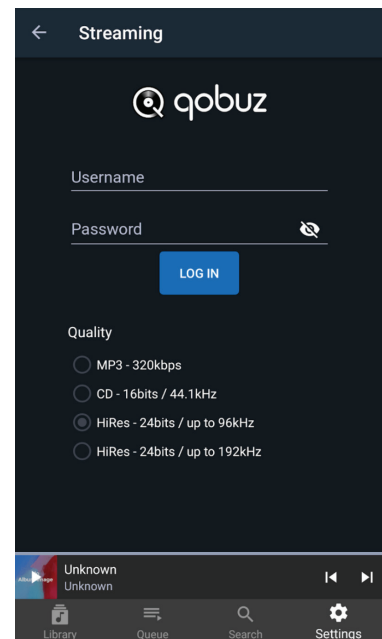 Streaming
qobuz
Username
Password
LOG IN
Quality
MP3 - 320kbps
CD - 16bits / 44.1kHz
HiRes - 24bits / up to 96kHz
HiRes - 24bits / up to 192kHz
Unknown
Unknown
Library
Queue
Search
Settings